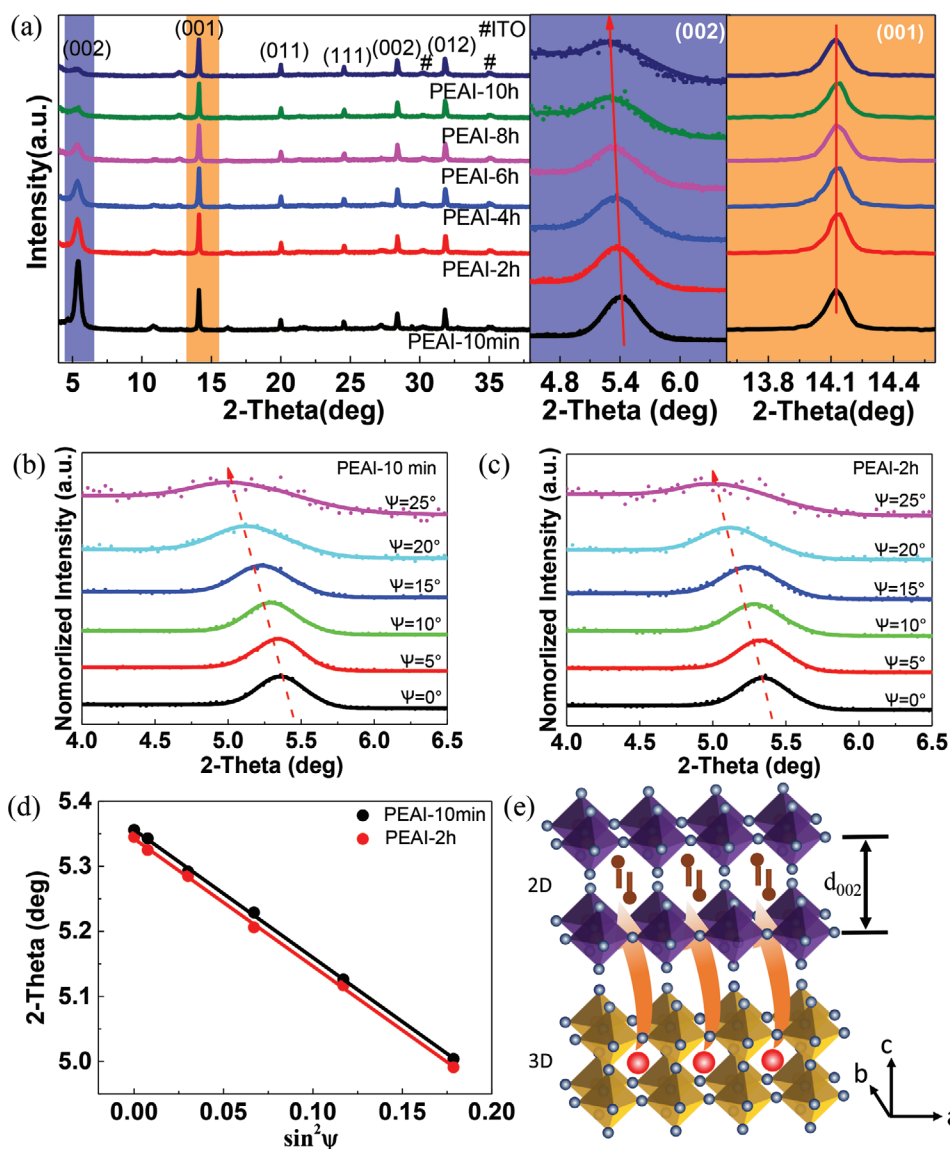 (a)
Intensity(a.u.)
(002)
(001)
(011)
(111)
(002)
(012)
#ITO
#
#
PEAI-10h
PEAI-8h
PEAI-6h
PEAI-4h
PEAI-2h
PEAI-10min
5 10 15 20 25 30 35
2-Theta(deg)
(002)
4.8 5.4 6.0
2-Theta (deg)
(001)
13.8 14.1 14.4
2-Theta(deg)
(b)
Nomorlized Intensity (a.u.)
PEAI-10 min
Ψ=25°
Ψ=20°
Ψ=15°
Ψ=10°
Ψ=5°
Ψ=0°
4.0 4.5 5.0 5.5 6.0 6.5
2-Theta (deg)
(c)
Nomorlized Intensity (a.u.)
PEAI-2h
Ψ=25°
Ψ=20°
Ψ=15°
Ψ=10°
Ψ=5°
Ψ=0°
4.0 4.5 5.0 5.5 6.0 6.5
2-Theta (deg)
(d)
2-Theta (deg)
5.4
5.3
5.2
5.1
5.0
PEAI-10min
PEAI-2h
0.00 0.05 0.10 0.15 0.20
sin²ψ
(e)
2D
d₀₀₂
3D
c
b
a